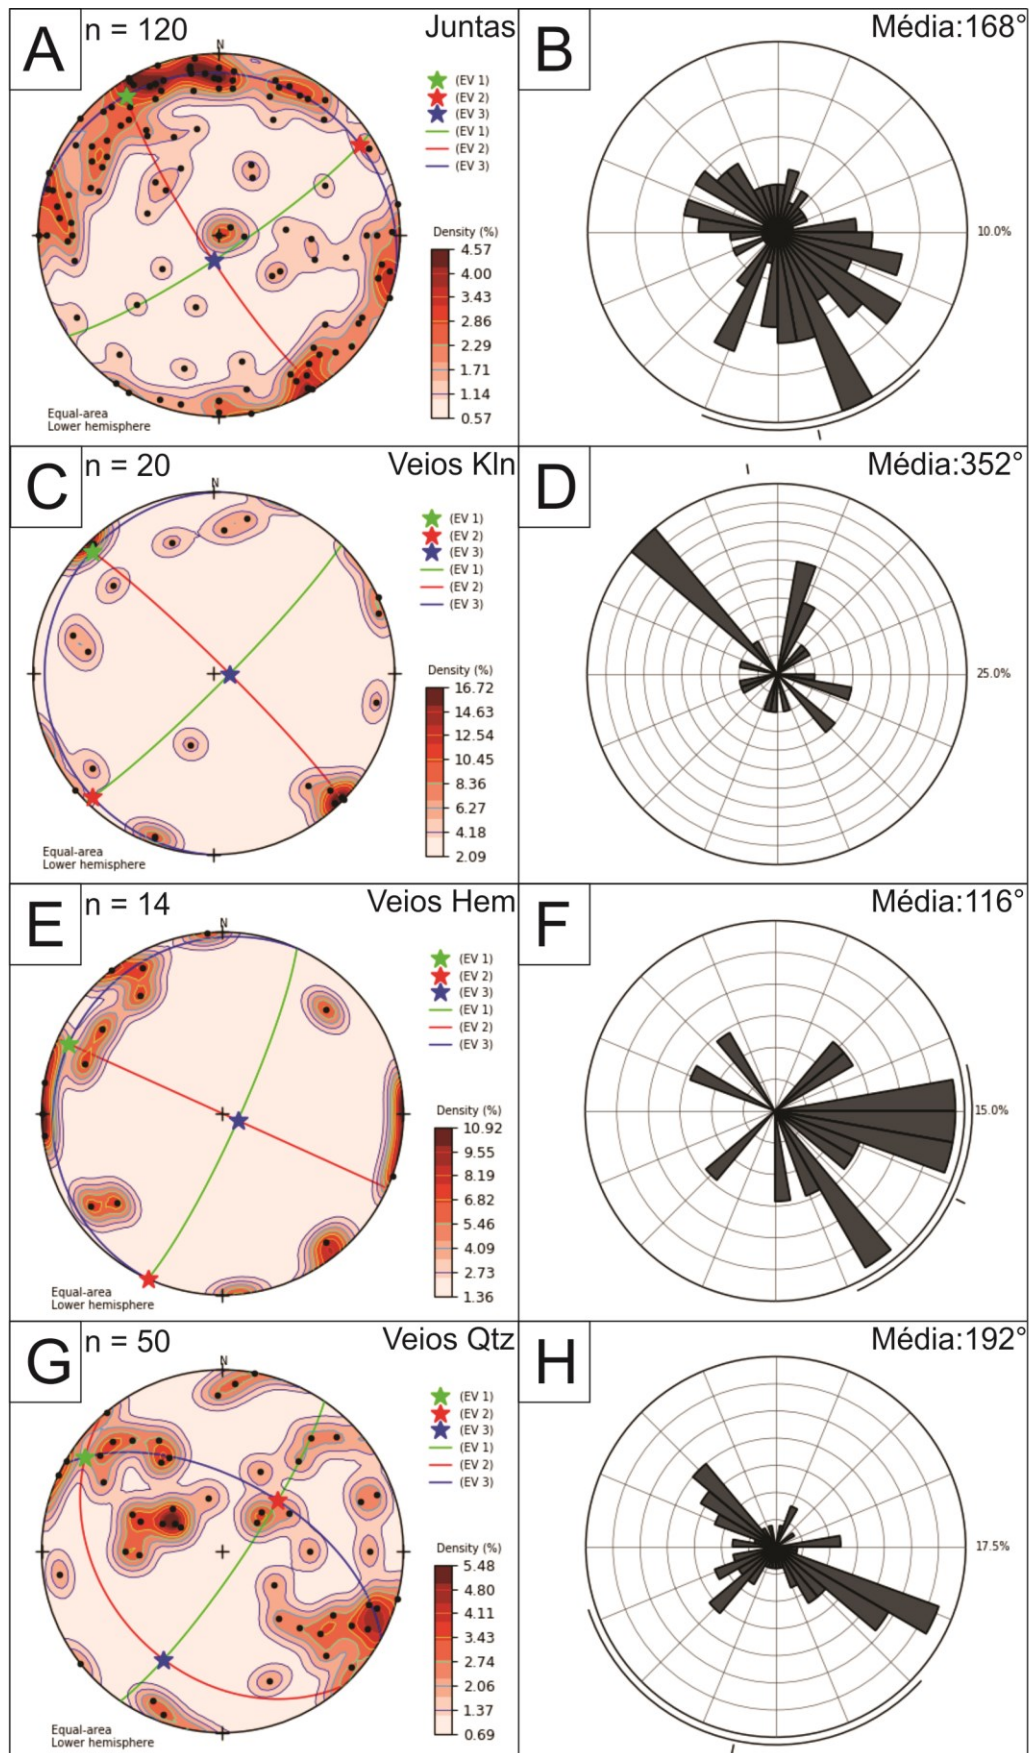 A
n = 120
Juntas
N
(EV 1)
(EV 2)
(EV 3)
(EV 1)
(EV 2)
(EV 3)
Density (%)
4.57
4.00
3.43
2.86
2.29
1.71
1.14
0.57
Equal-area
Lower hemisphere
B
Média:168°
10.0%
C
n = 20
Veios Kln
N
(EV 1)
(EV 2)
(EV 3)
(EV 1)
(EV 2)
(EV 3)
Density (%)
16.72
14.63
12.54
10.45
8.36
6.27
4.18
2.09
Equal-area
Lower hemisphere
D
Média:352°
25.0%
E
n = 14
Veios Hem
N
(EV 1)
(EV 2)
(EV 3)
(EV 1)
(EV 2)
(EV 3)
Density (%)
10.92
9.55
8.19
6.82
5.46
4.09
2.73
1.36
Equal-area
Lower hemisphere
F
Média:116°
15.0%
G
n = 50
Veios Qtz
N
(EV 1)
(EV 2)
(EV 3)
(EV 1)
(EV 2)
(EV 3)
Density (%)
5.48
4.80
4.11
3.43
2.74
2.06
1.37
0.69
Equal-area
Lower hemisphere
H
Média:192°
17.5%